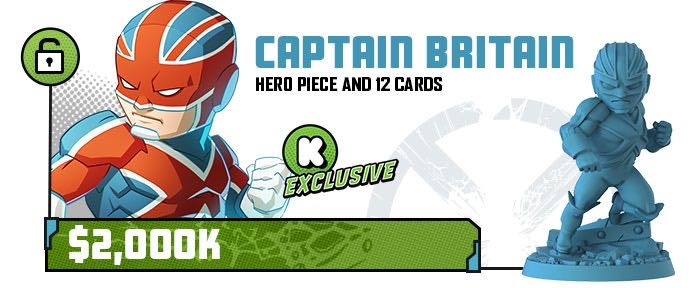 CAPTAIN BRITAIN
HERO PIECE AND 12 CARDS
K
EXCLUSIVE
$2,000K